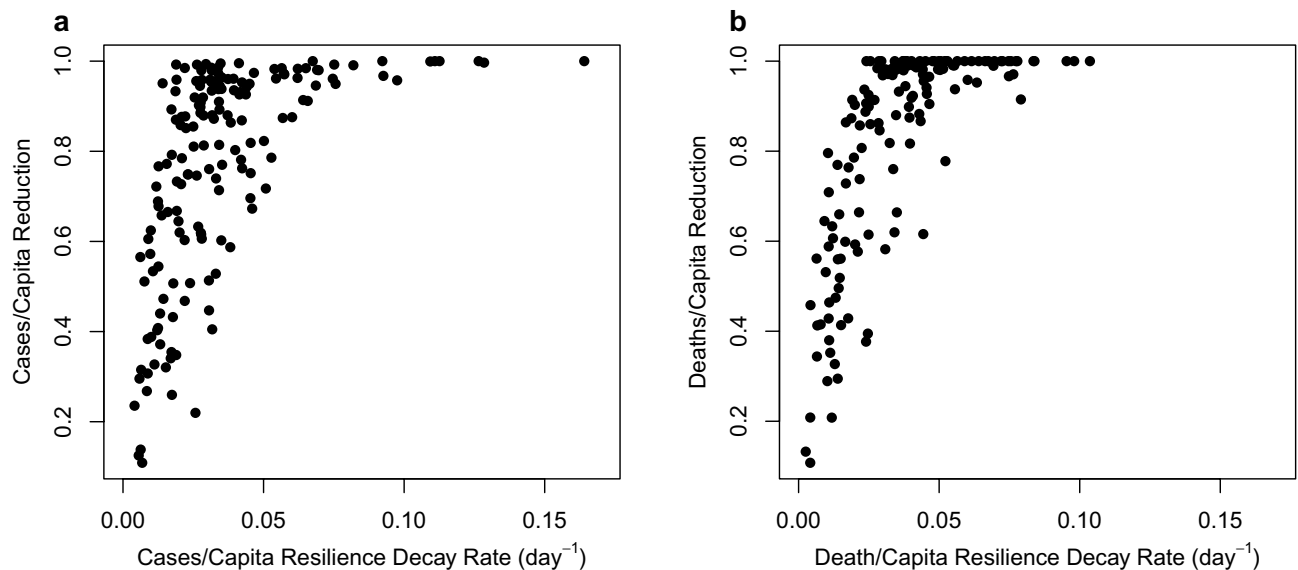 a
Cases/Capita Reduction
1.0
0.8
0.6
0.4
0.2
0.00 0.05 0.10 0.15
Cases/Capita Resilience Decay Rate (day⁻¹)
b
Deaths/Capita Reduction
1.0
0.8
0.6
0.4
0.2
0.00 0.05 0.10 0.15
Death/Capita Resilience Decay Rate (day⁻¹)